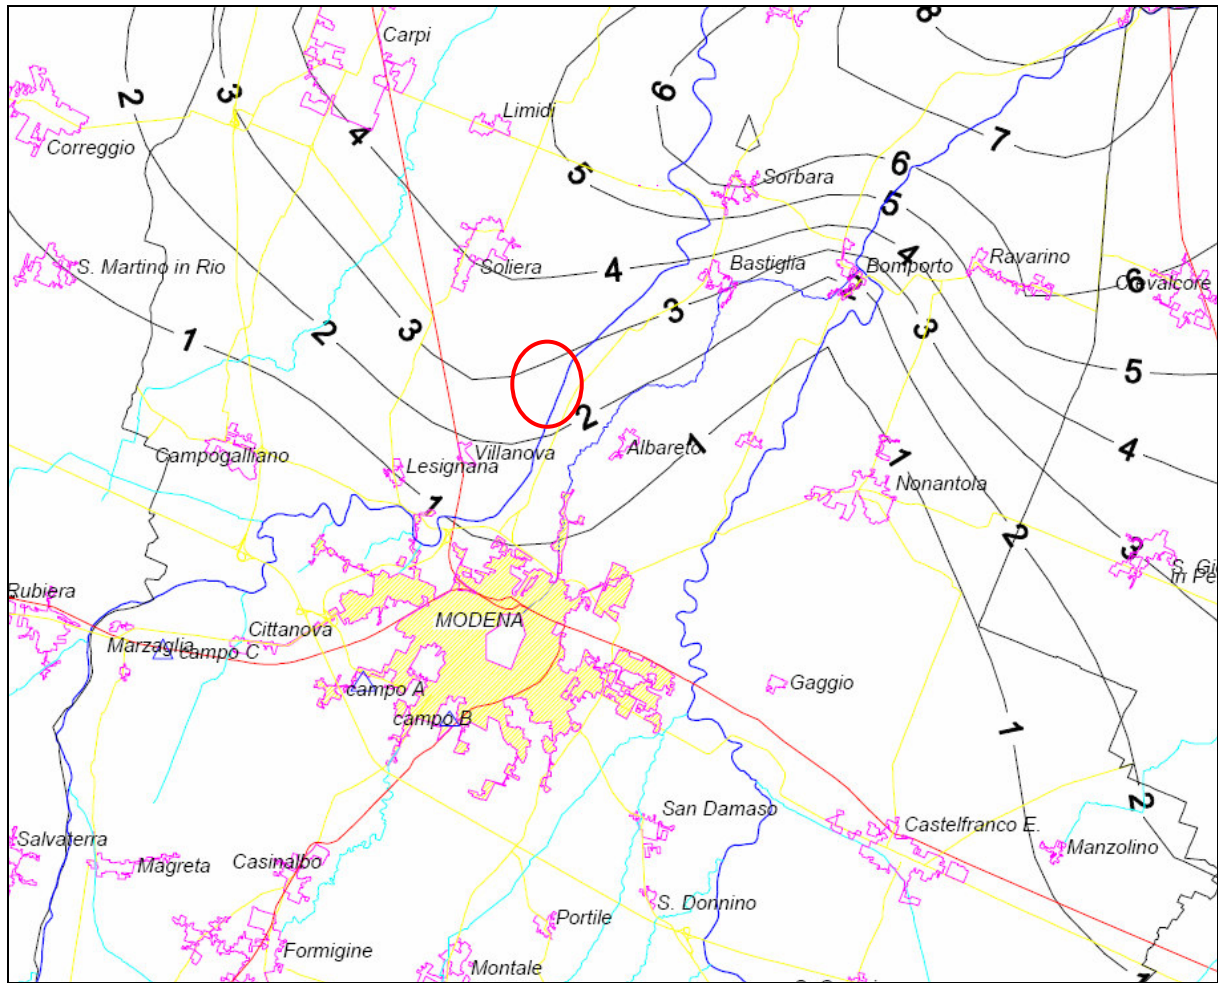 8
Carpi
2
3
6
Limidi
4
7
Correggio
5
6
Sorbara
5
4
S. Martino in Rio
Soliera
4
Bastiglia
Bomporto
Ravarino
6
Crevalcore
3
1
2
3
3
5
2
1
Campogalliano
Villanova
Albareto
4
Lesignana
1
Nonantola
1
2
3
Rubiera
MODENA
Cittanova
Marzaglia
campo C
Gaggio
campo A
campo B
1
2
San Damaso
Castelfranco E.
Salvaterra
Manzolino
Magreta
Casinalbo
S. Donnino
Portile
Formigine
Montale
1